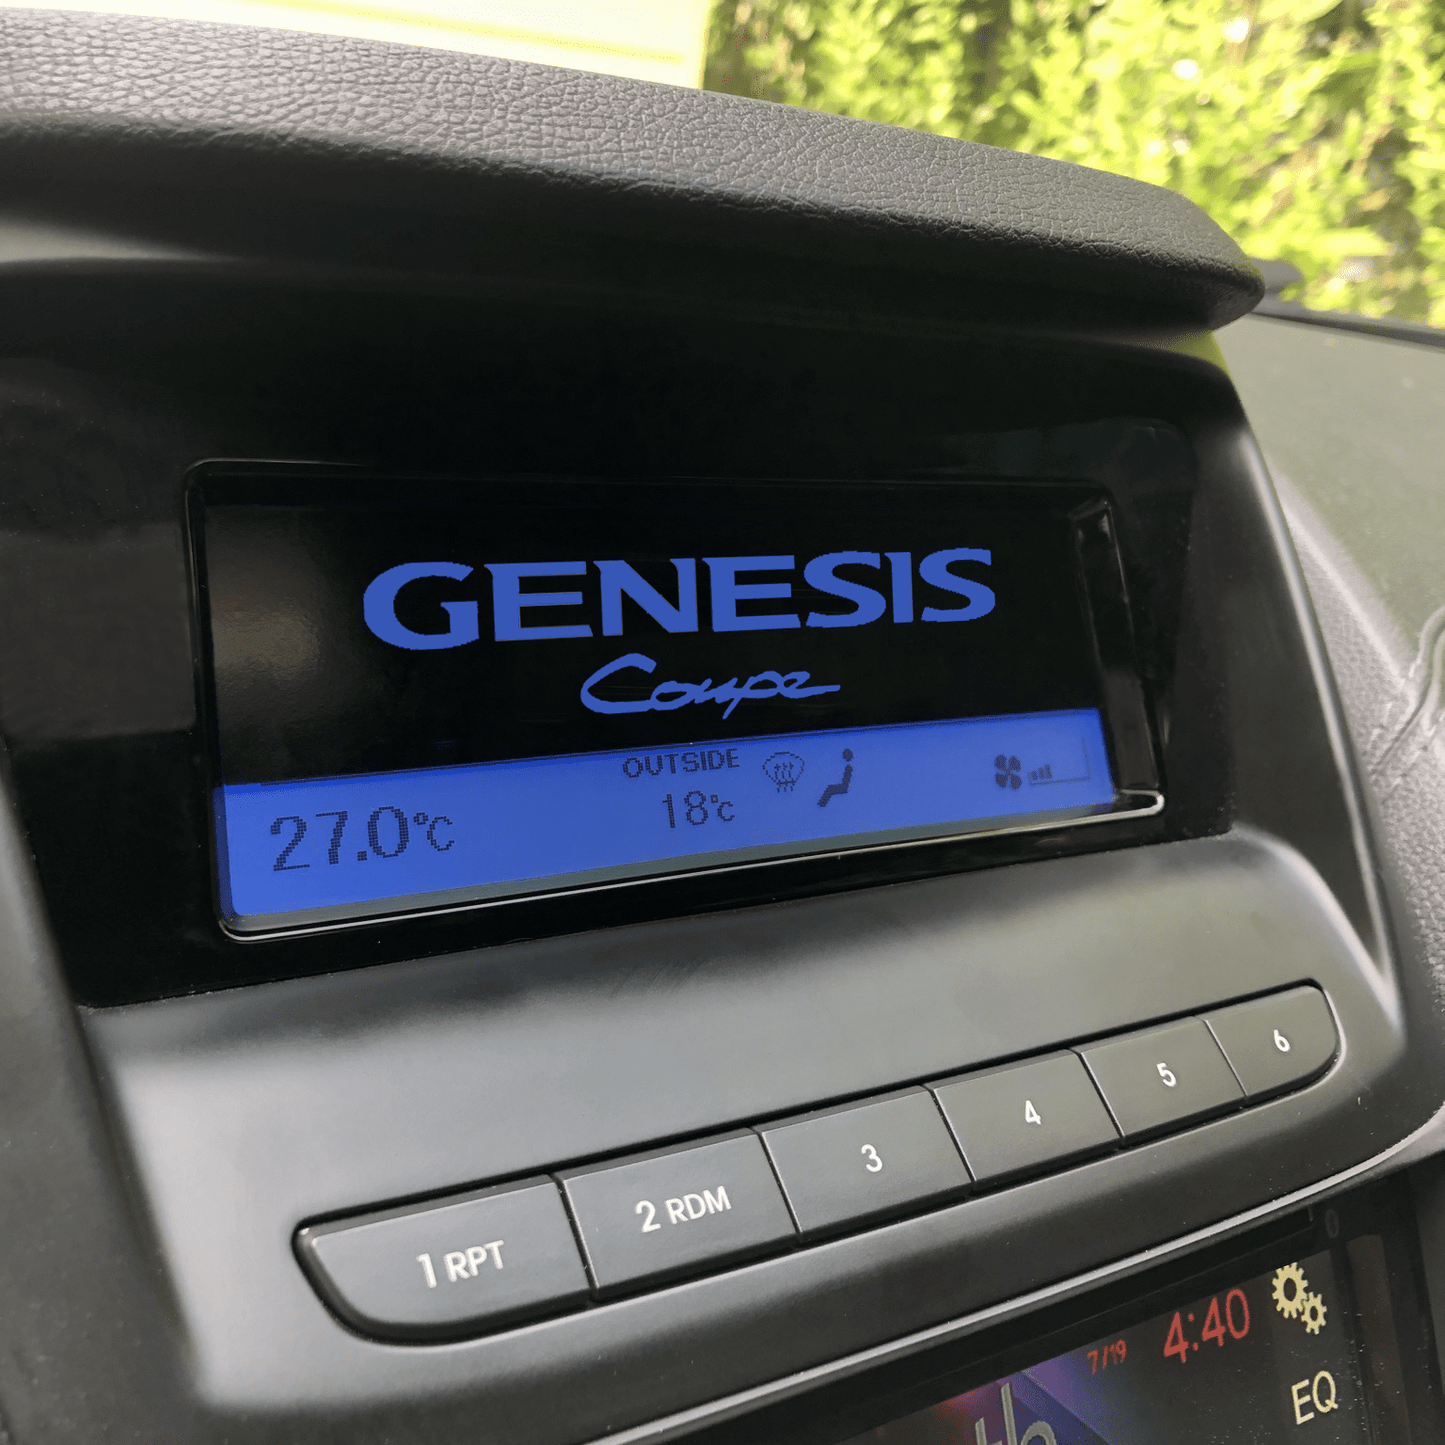 GENESIS
Coupe
OUTSIDE
27.0°C
18°C
1 RPT
2 RDM
3
4
5
6
7/19
4:40
EQ